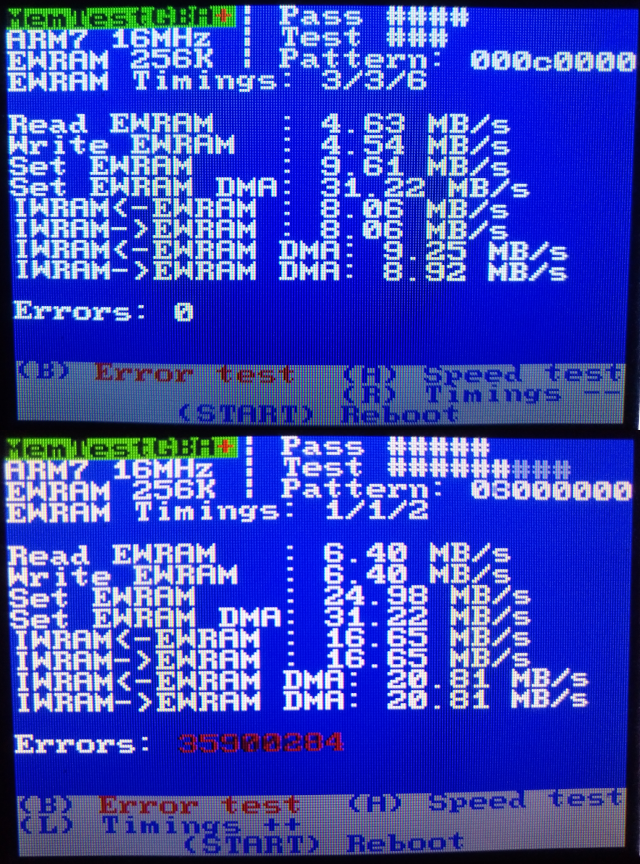 MemTestGBA+ | Pass ####
ARM7 16MHz | Test ###
EWRAM 256K | Pattern: 000c0000
EWRAM Timings: 3/3/6
Read EWRAM : 4.63 MB/s
Write EWRAM : 4.54 MB/s
Set EWRAM : 9.61 MB/s
Set EWRAM DMA: 31.22 MB/s
IWRAM<-EWRAM : 8.06 MB/s
IWRAM->EWRAM : 8.06 MB/s
IWRAM<-EWRAM DMA: 9.25 MB/s
IWRAM->EWRAM DMA: 8.92 MB/s
Errors: 0
(B) Error test (A) Speed test
(R) Timings --
(START) Reboot
MemTestGBA+ | Pass #####
ARM7 16MHz | Test #########
EWRAM 256K | Pattern: 08000000
EWRAM Timings: 1/1/2
Read EWRAM : 6.40 MB/s
Write EWRAM : 6.40 MB/s
Set EWRAM : 24.98 MB/s
Set EWRAM DMA: 31.22 MB/s
IWRAM<-EWRAM : 16.65 MB/s
IWRAM->EWRAM : 16.65 MB/s
IWRAM<-EWRAM DMA: 20.81 MB/s
IWRAM->EWRAM DMA: 20.81 MB/s
Errors:
(B) Error test (A) Speed test
(L) Timings ++
(START) Reboot